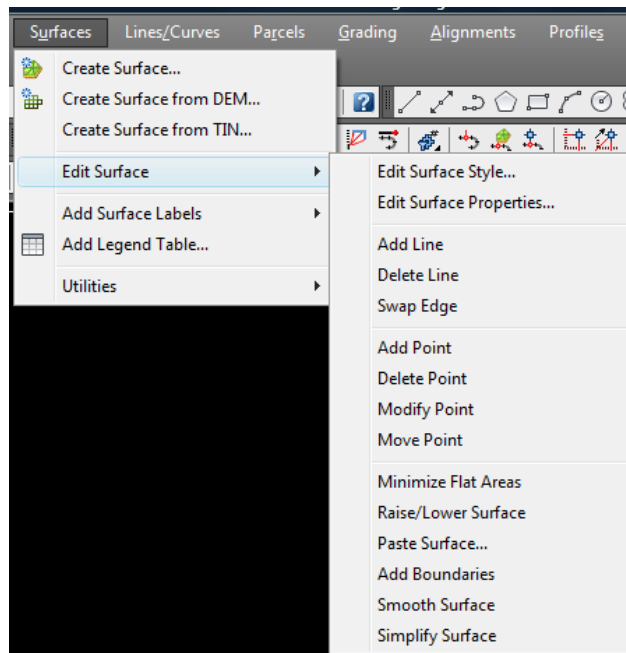 Surfaces Lines/Curves Parcels Grading Alignments Profiles
Create Surface...
Create Surface from DEM...
Create Surface from TIN...
Edit Surface
Add Surface Labels
Add Legend Table...
Utilities
Edit Surface Style...
Edit Surface Properties...
Add Line
Delete Line
Swap Edge
Add Point
Delete Point
Modify Point
Move Point
Minimize Flat Areas
Raise/Lower Surface
Paste Surface...
Add Boundaries
Smooth Surface
Simplify Surface